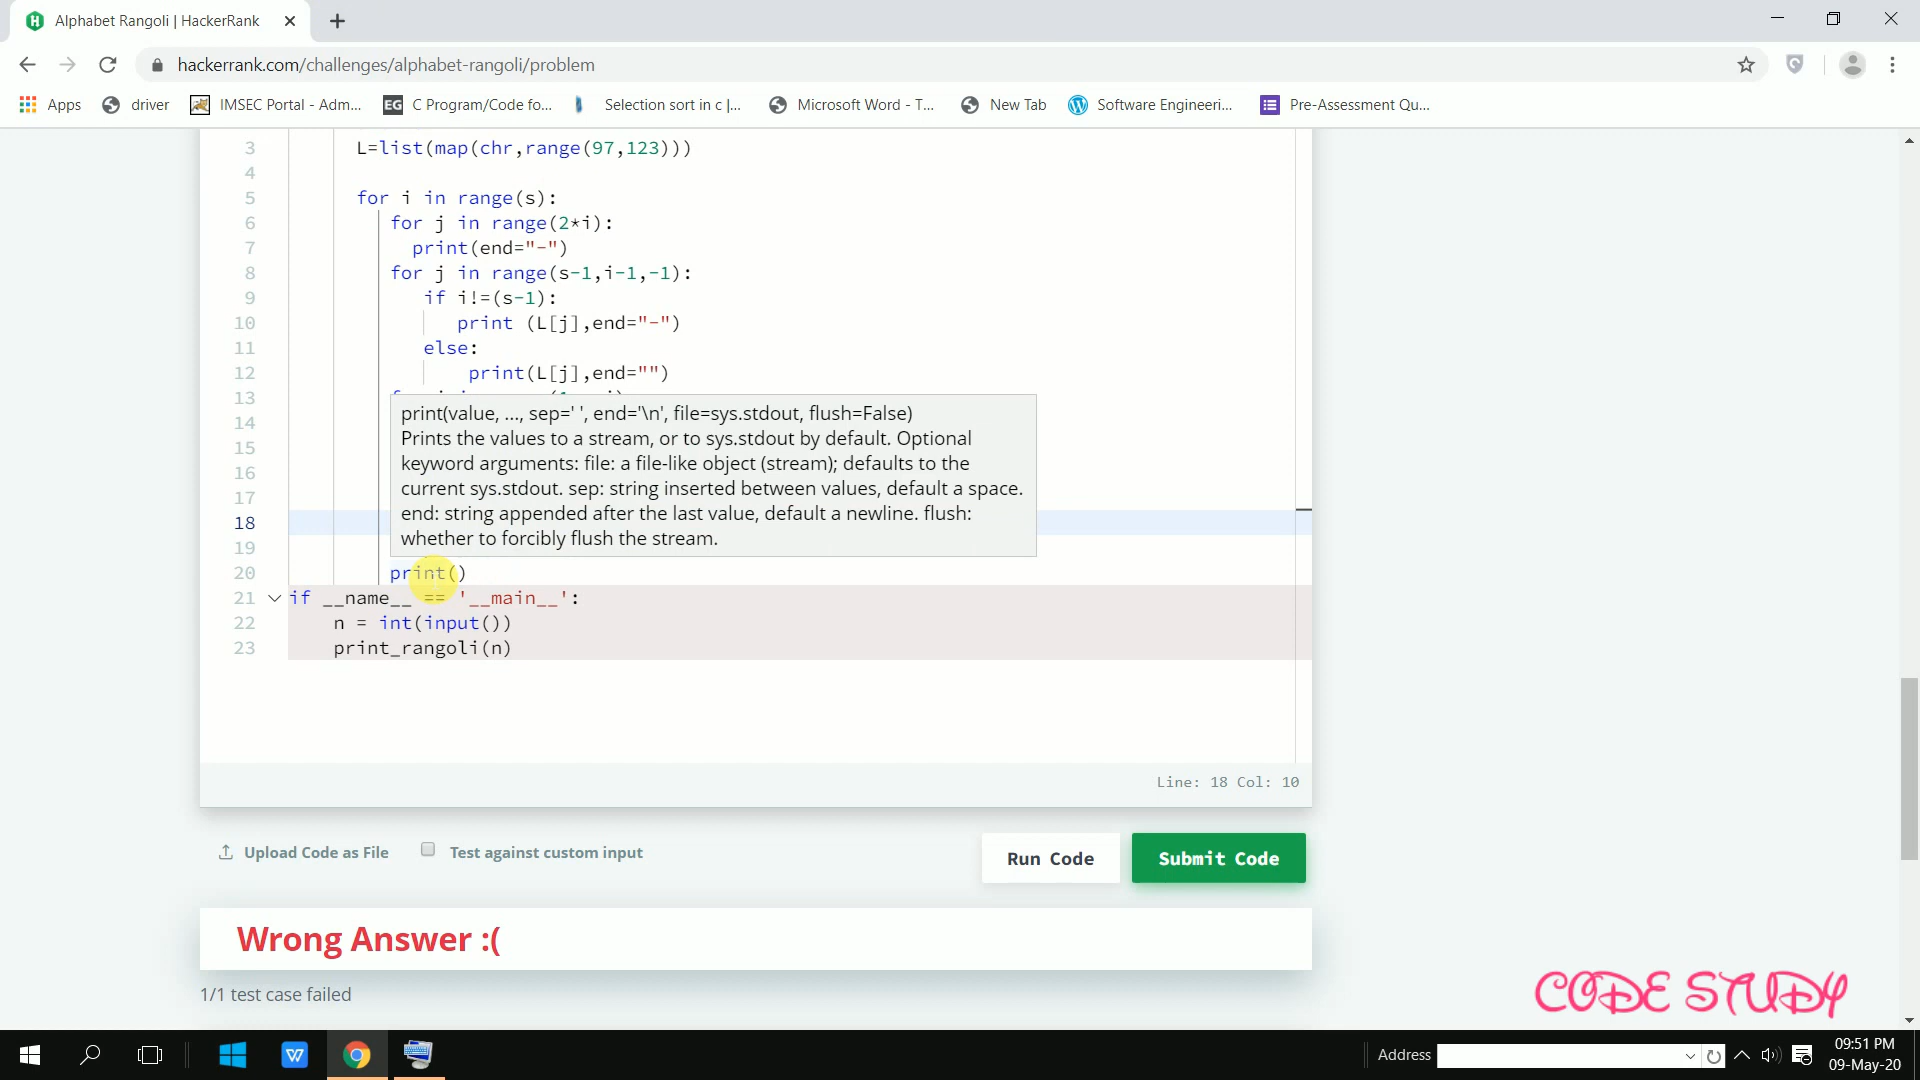 Alphabet Rangoli | HackerRank
hackerrank.com/challenges/alphabet-rangoli/problem
Apps driver IMSEC Portal - Adm... EG C Program/Code fo... Selection sort in c |... Microsoft Word - T... New Tab Software Engineeri... Pre-Assessment Qu...
3 L=list(map(chr,range(97,123)))
4
5 for i in range(s):
6 for j in range(2*i):
7 print(end="-")
8 for j in range(s-1,i-1,-1):
9 if i!=(s-1):
10 print (L[j],end="-")
11 else:
12 print(L[j],end="")
13
print(value, ..., sep=' ', end='\n', file=sys.stdout, flush=False)
14 Prints the values to a stream, or to sys.stdout by default. Optional
15 keyword arguments: file: a file-like object (stream); defaults to the
16 current sys.stdout. sep: string inserted between values, default a space.
17 end: string appended after the last value, default a newline. flush:
18 whether to forcibly flush the stream.
19
20 print()
21 if __name__ == '__main__':
22 n = int(input())
23 print_rangoli(n)
Line: 18 Col: 10
Upload Code as File Test against custom input Run Code Submit Code
Wrong Answer :(
1/1 test case failed
CODE STUDY
Address
09:51 PM
09-May-20